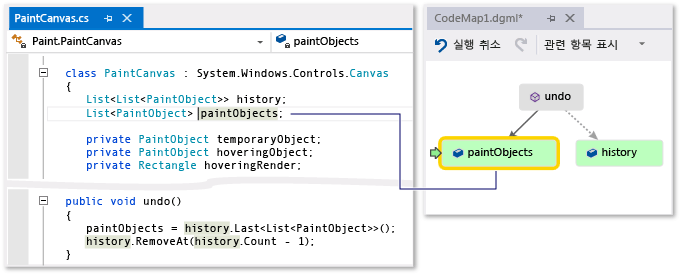 PaintCanvas.cs
Paint.PaintCanvas
paintObjects
class PaintCanvas : System.Windows.Controls.Canvas
{
List<List<PaintObject>> history;
List<PaintObject> paintObjects;
private PaintObject temporaryObject;
private PaintObject hoveringObject;
private Rectangle hoveringRender;
public void undo()
{
paintObjects = history.Last<List<PaintObject>>();
history.RemoveAt(history.Count - 1);
}
CodeMap1.dgml*
실행 취소
관련 항목 표시
undo
paintObjects
history